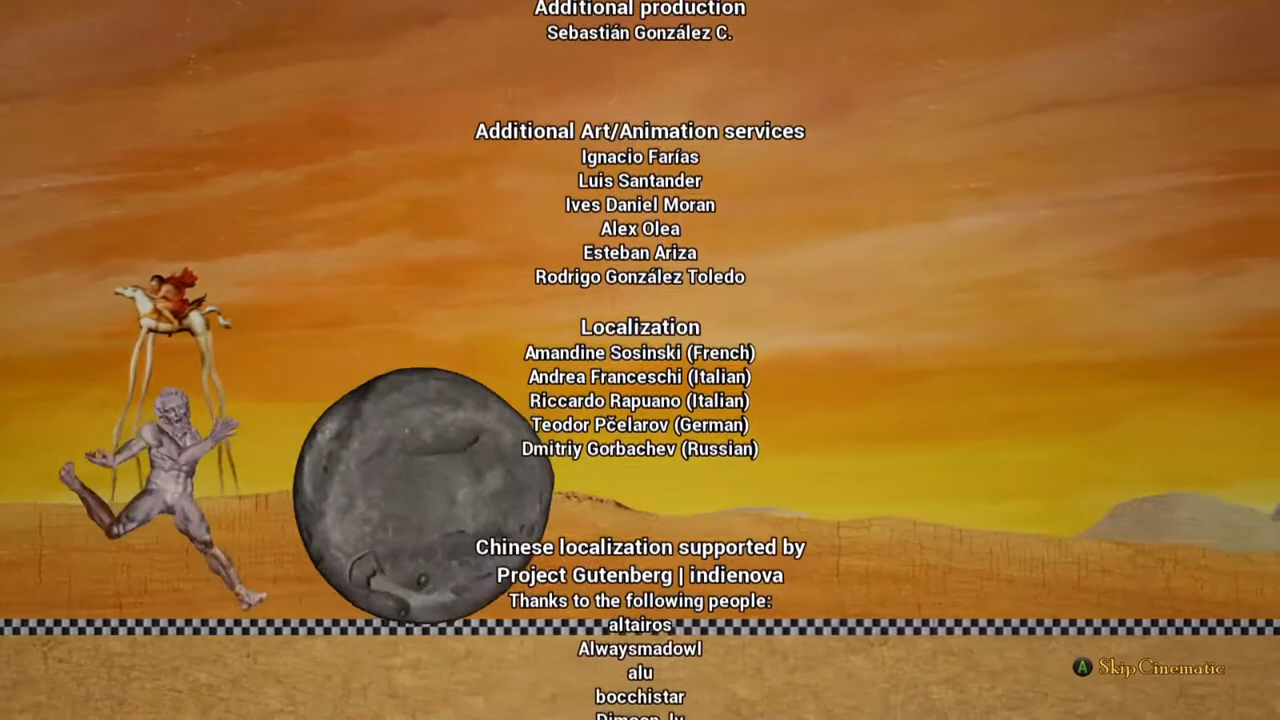 Additional production
Sebastián González C.
Additional Art/Animation services
Ignacio Farías
Luis Santander
Ives Daniel Moran
Alex Olea
Esteban Ariza
Rodrigo González Toledo
Localization
Amandine Sosinski (French)
Andrea Franceschi (Italian)
Riccardo Rapuano (Italian)
Teodor Pčelarov (German)
Dmitriy Gorbachev (Russian)
Chinese localization supported by
Project Gutenberg | indienova
Thanks to the following people:
altairos
Alwaysmadowl
alu
bocchistar
A Skip Cinematic